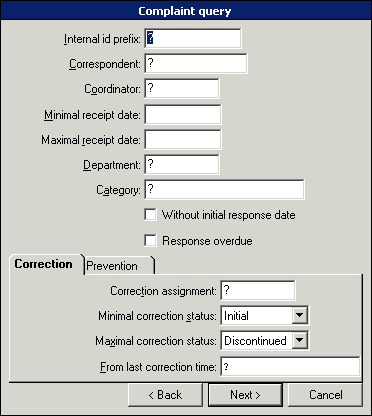 Complaint query
Internal id prefix: ?
Correspondent: ?
Coordinator: ?
Minimal receipt date:
Maximal receipt date:
Department: ?
Category: ?
Without initial response date
Response overdue
Correction Prevention
Correction assignment: ?
Minimal correction status: Initial
Maximal correction status: Discontinued
From last correction time: ?
< Back Next > Cancel